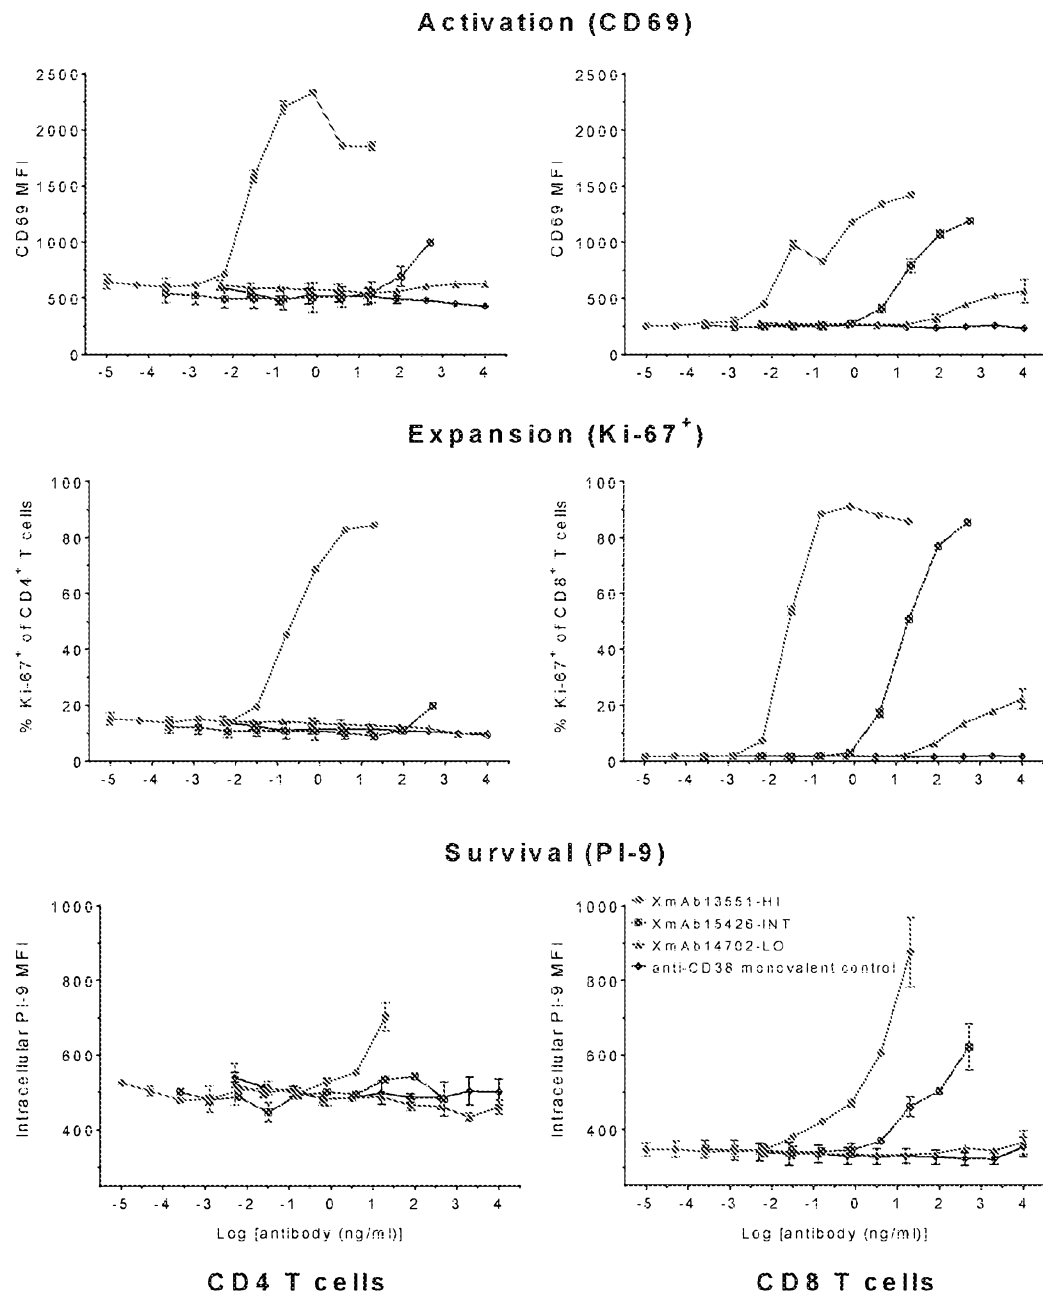 Activation (CD69)
CD69 MFI
2500
2000
1500
1000
500
0
-5 -4 -3 -2 -1 0 1 2 3 4
CD69 MFI
2500
2000
1500
1000
500
0
-5 -4 -3 -2 -1 0 1 2 3 4
Expansion (Ki-67+)
% Ki-67+ of CD4+ T cells
100
80
60
40
20
0
-5 -4 -3 -2 -1 0 1 2 3 4
% Ki-67+ of CD8+ T cells
100
80
60
40
20
0
-5 -4 -3 -2 -1 0 1 2 3 4
Survival (PI-9)
Intracellular PI-9 MFI
1000
800
600
400
-5 -4 -3 -2 -1 0 1 2 3 4
Log [antibody (ng/ml)]
CD4 T cells
Intracellular PI-9 MFI
1000
800
600
400
XmAb13551-HI
XmAb15426-INT
XmAb14702-LO
anti-CD38 monovalent control
-5 -4 -3 -2 -1 0 1 2 3 4
Log [antibody (ng/ml)]
CD8 T cells